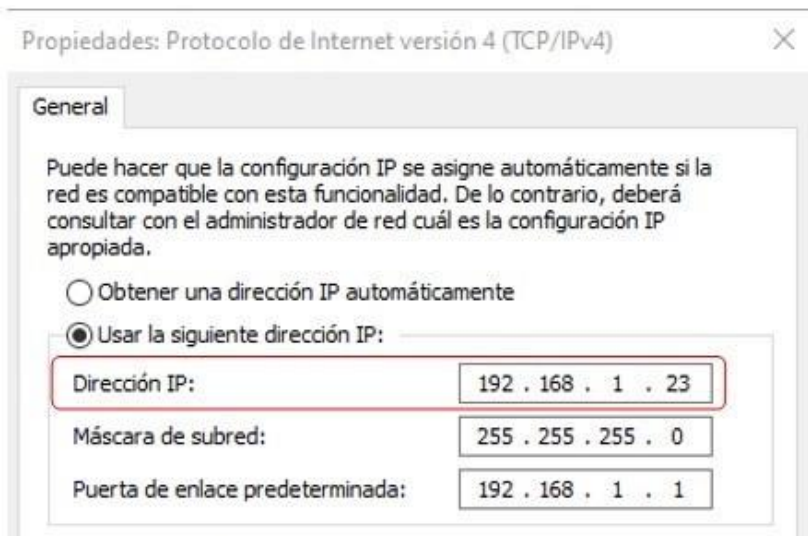 Propiedades: Protocolo de Internet versión 4 (TCP/IPv4)
General
Puede hacer que la configuración IP se asigne automáticamente si la
red es compatible con esta funcionalidad. De lo contrario, deberá
consultar con el administrador de red cuál es la configuración IP
apropiada.
Obtener una dirección IP automáticamente
Usar la siguiente dirección IP:
Dirección IP: 192 . 168 . 1 . 23
Máscara de subred: 255 . 255 . 255 . 0
Puerta de enlace predeterminada: 192 . 168 . 1 . 1